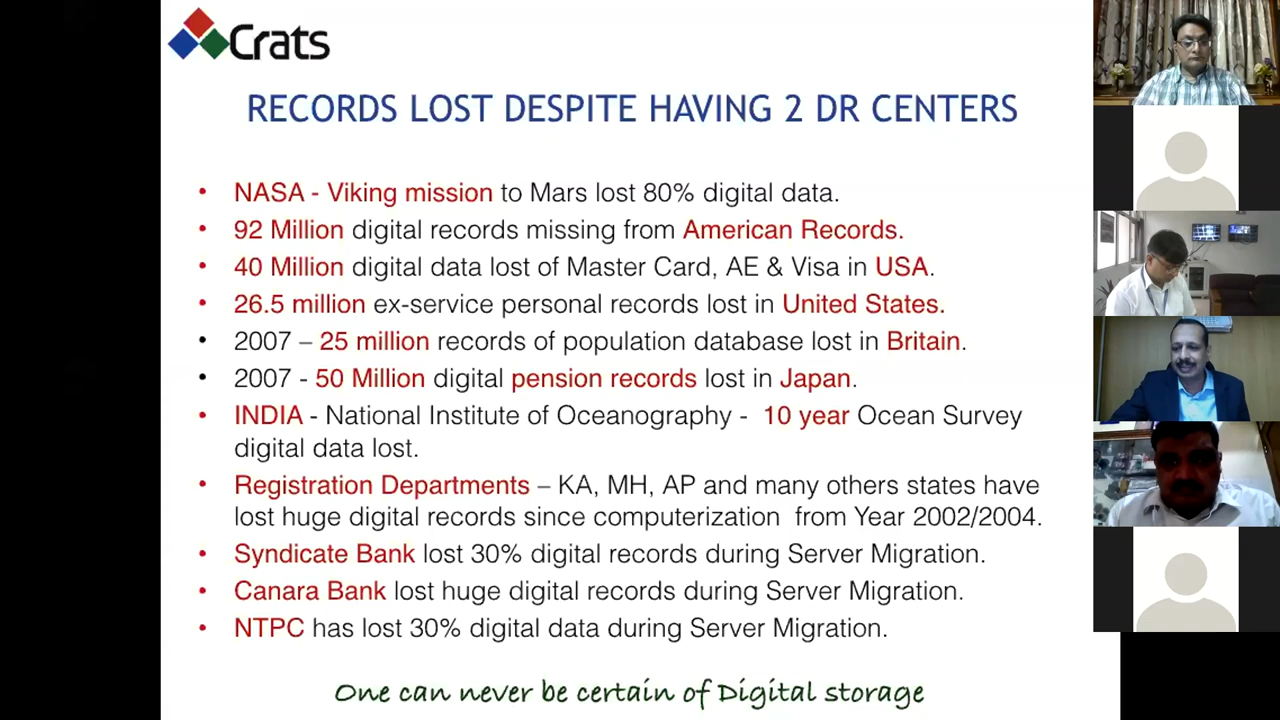 Crats
RECORDS LOST DESPITE HAVING 2 DR CENTERS
• NASA - Viking mission to Mars lost 80% digital data.
• 92 Million digital records missing from American Records.
• 40 Million digital data lost of Master Card, AE & Visa in USA.
• 26.5 million ex-service personal records lost in United States.
• 2007 – 25 million records of population database lost in Britain.
• 2007 - 50 Million digital pension records lost in Japan.
• INDIA - National Institute of Oceanography - 10 year Ocean Survey
digital data lost.
• Registration Departments – KA, MH, AP and many others states have
lost huge digital records since computerization from Year 2002/2004.
• Syndicate Bank lost 30% digital records during Server Migration.
• Canara Bank lost huge digital records during Server Migration.
• NTPC has lost 30% digital data during Server Migration.
One can never be certain of Digital storage